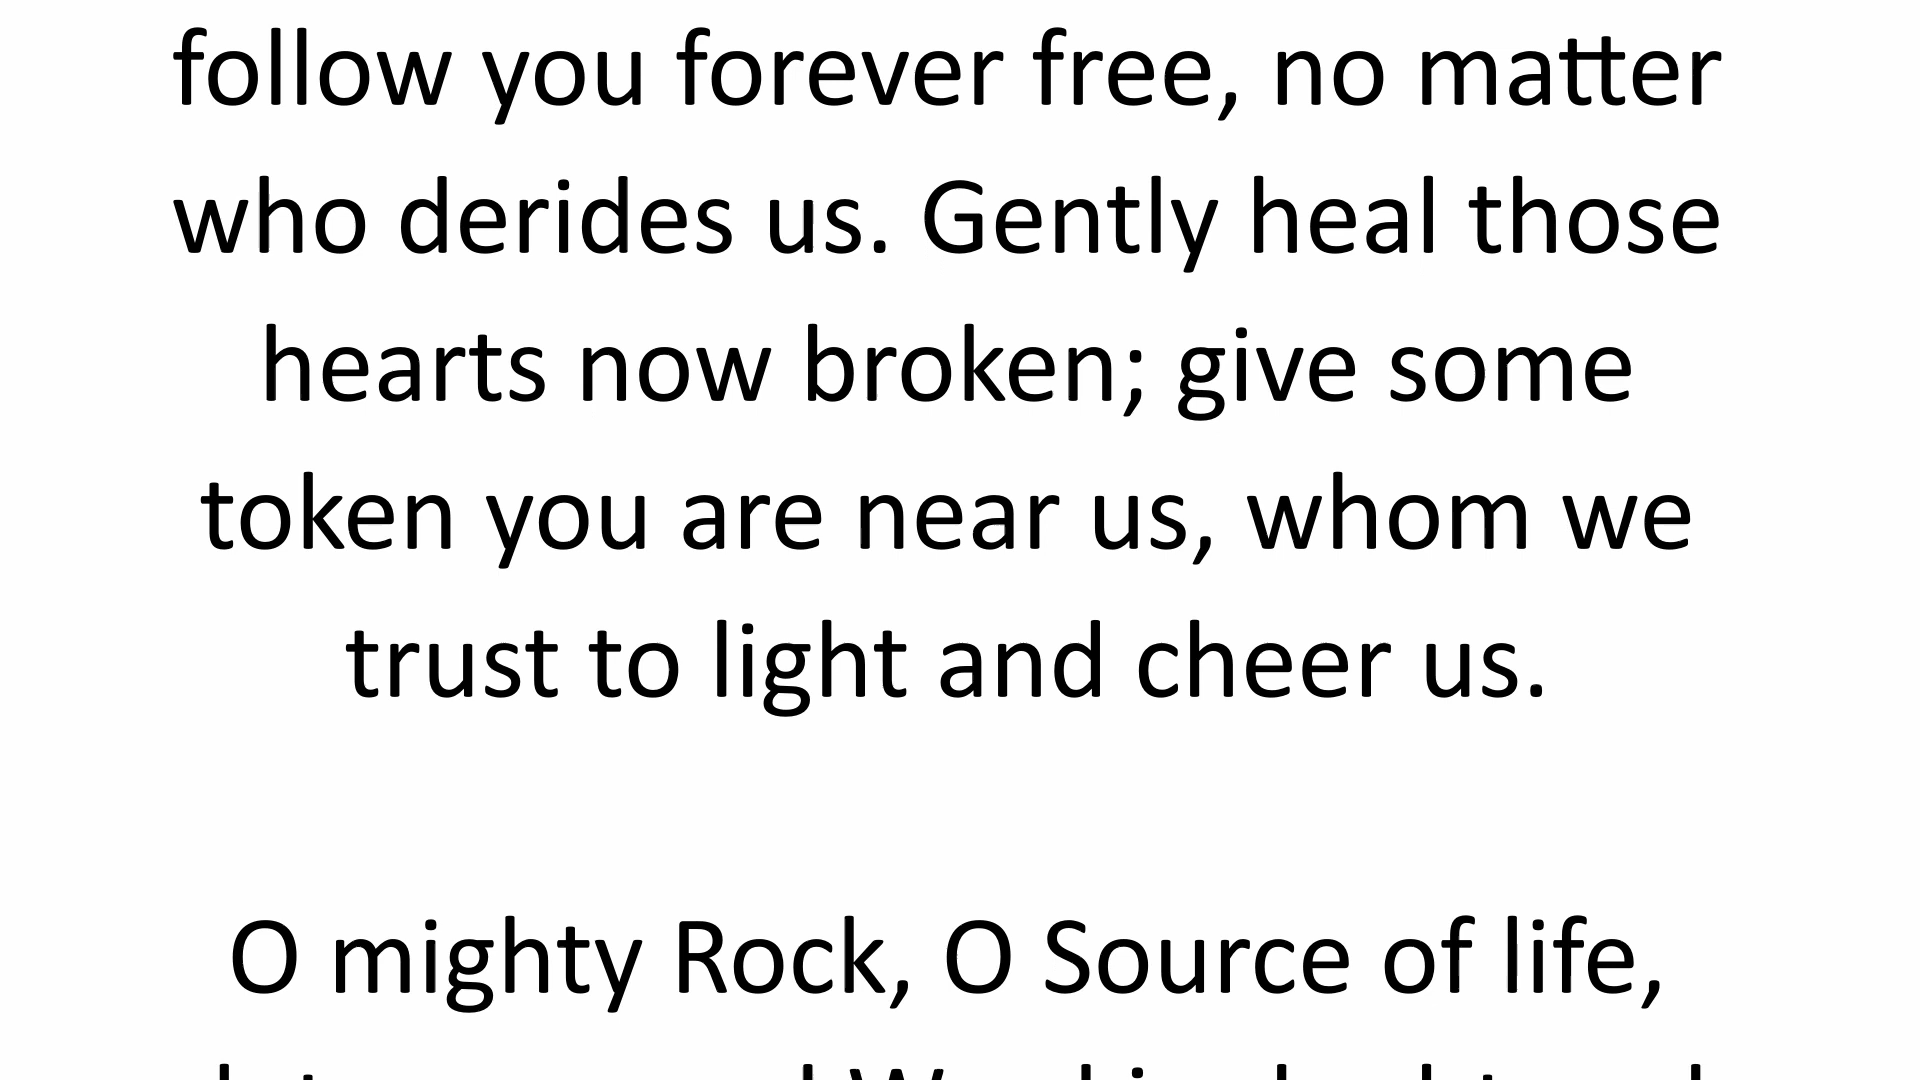 follow you forever free, no matter
who derides us. Gently heal those
hearts now broken; give some
token you are near us, whom we
trust to light and cheer us.
O mighty Rock, O Source of life,